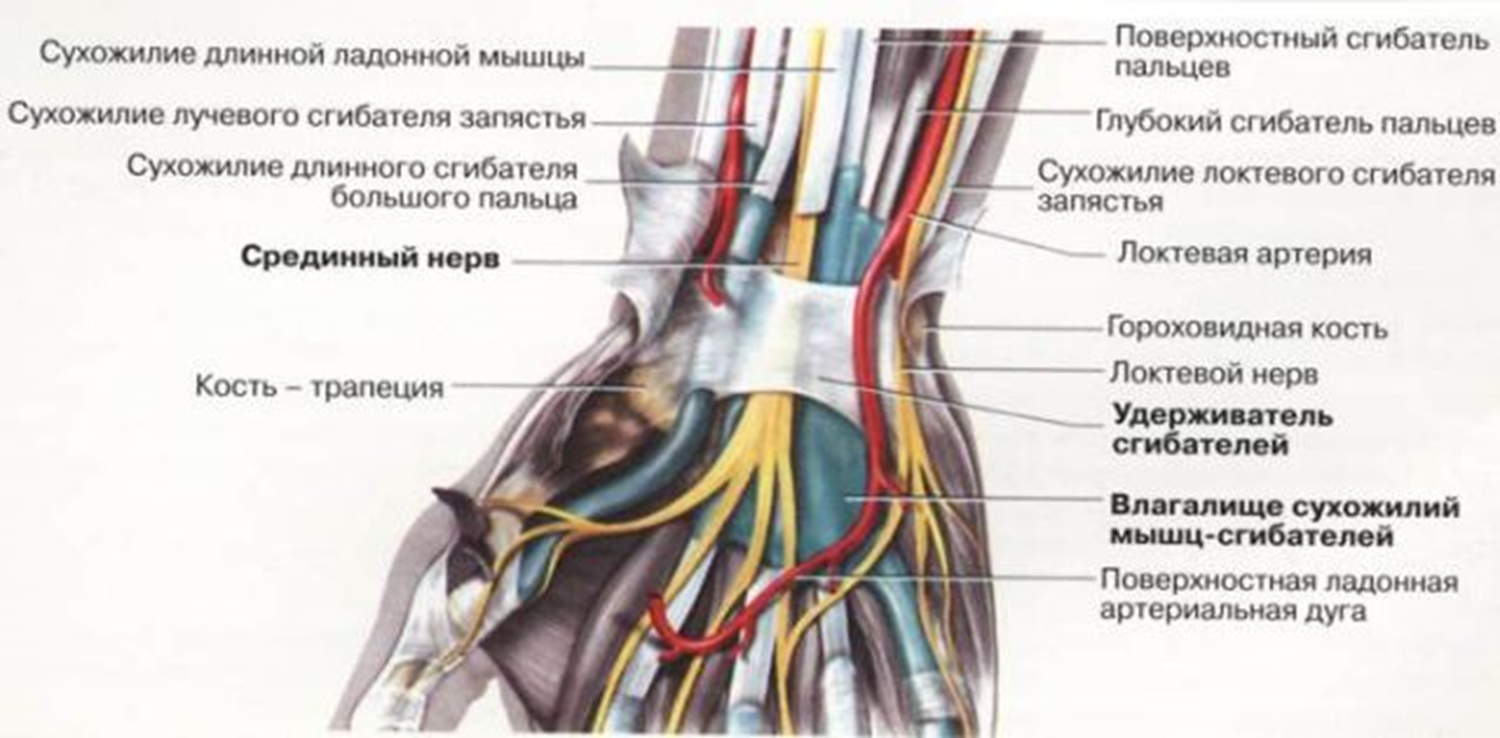 Сухожилие длинной ладонной мышцы
Сухожилие лучевого сгибателя запястья
Сухожилие длинного сгибателя
большого пальца
Срединный нерв
Кость – трапеция
Поверхностный сгибатель
пальцев
Глубокий сгибатель пальцев
Сухожилие локтевого сгибателя
запястья
Локтевая артерия
Гороховидная кость
Локтевой нерв
Удерживатель
сгибателей
Влагалище сухожилий
мышц-сгибателей
Поверхностная ладонная
артериальная дуга